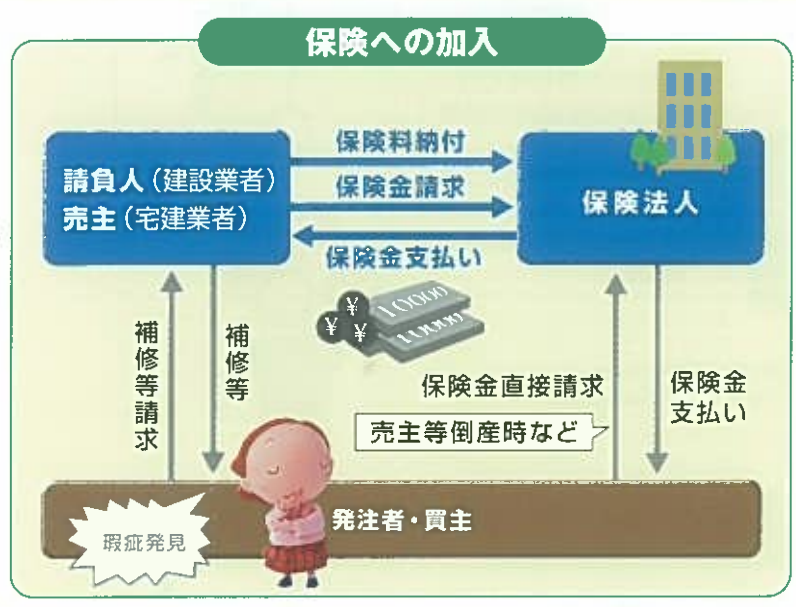 保険への加入
請負人（建設業者）
売主（宅建業者）
保険料納付
保険金請求
保険金支払い
保険法人
¥
¥
¥
10000
10000
補修等請求
補修等
保険金直接請求
売主等倒産時など
保険金
支払い
瑕疵発見
発注者・買主